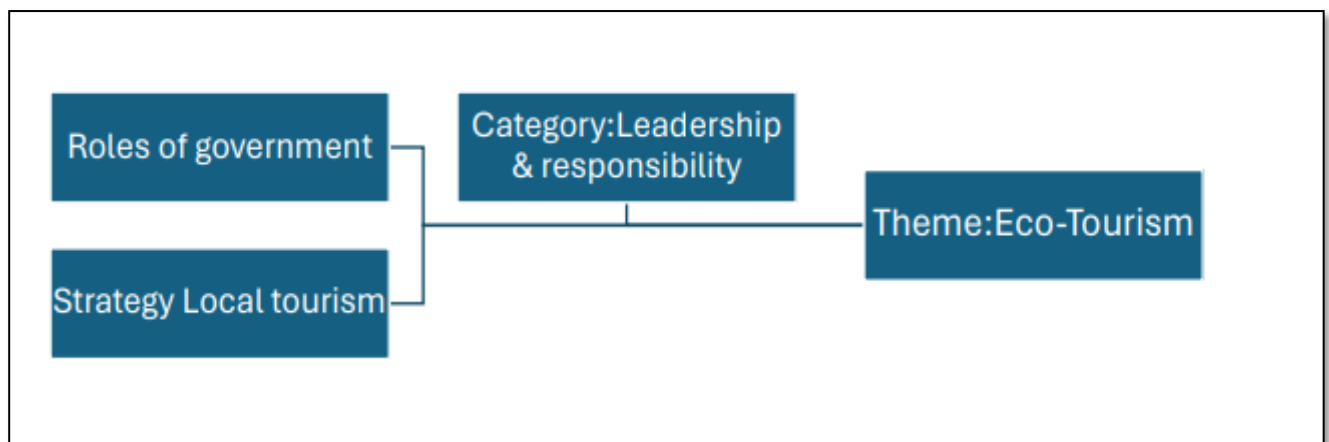 Roles of government
Category:Leadership
& responsibility
Theme:Eco-Tourism
Strategy Local tourism